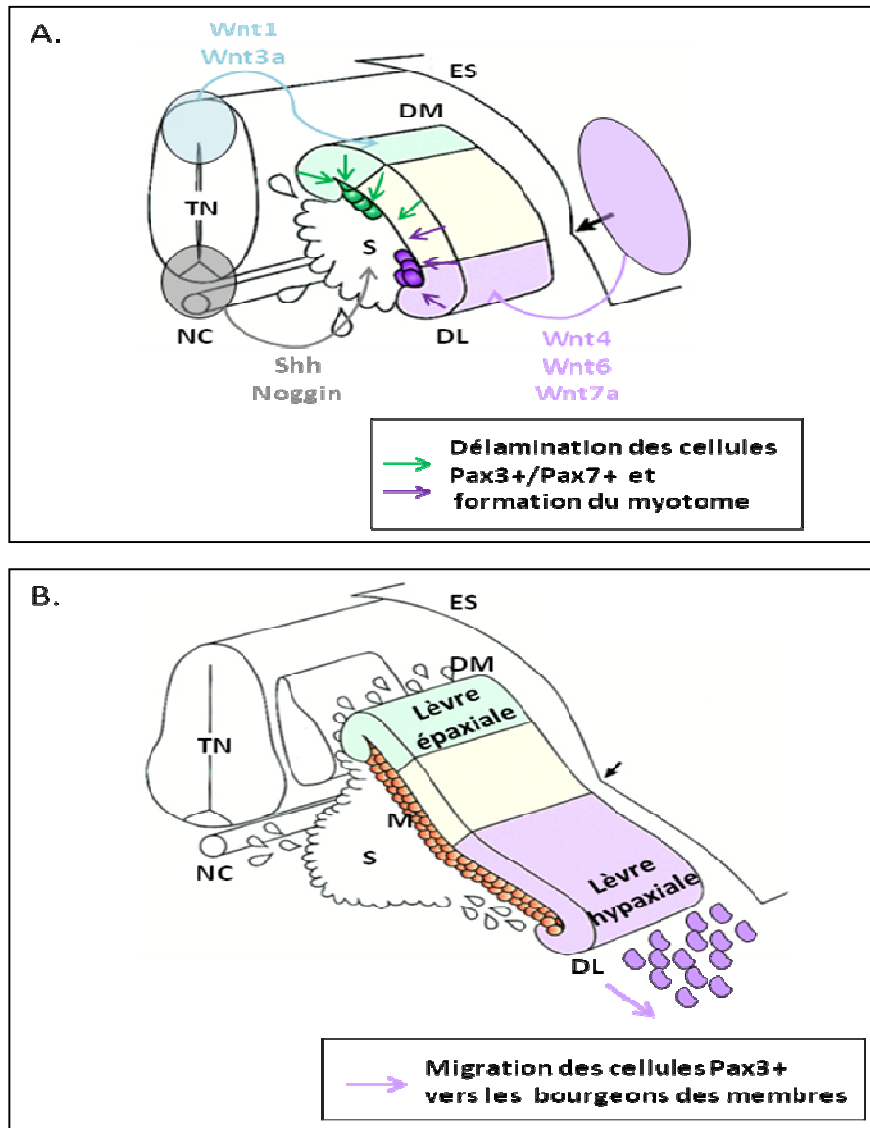 A.
Wnt1
Wnt3a
ES
DM
TN
S
NC
DL
Shh
Noggin
Wnt4
Wnt6
Wnt7a
Délamination des cellules
Pax3+/Pax7+ et
formation du myotome
B.
ES
DM
Lèvre
épaxiale
TN
M
S
NC
Lèvre
hypaxiale
DL
Migration des cellules Pax3+
vers les bourgeons des membres